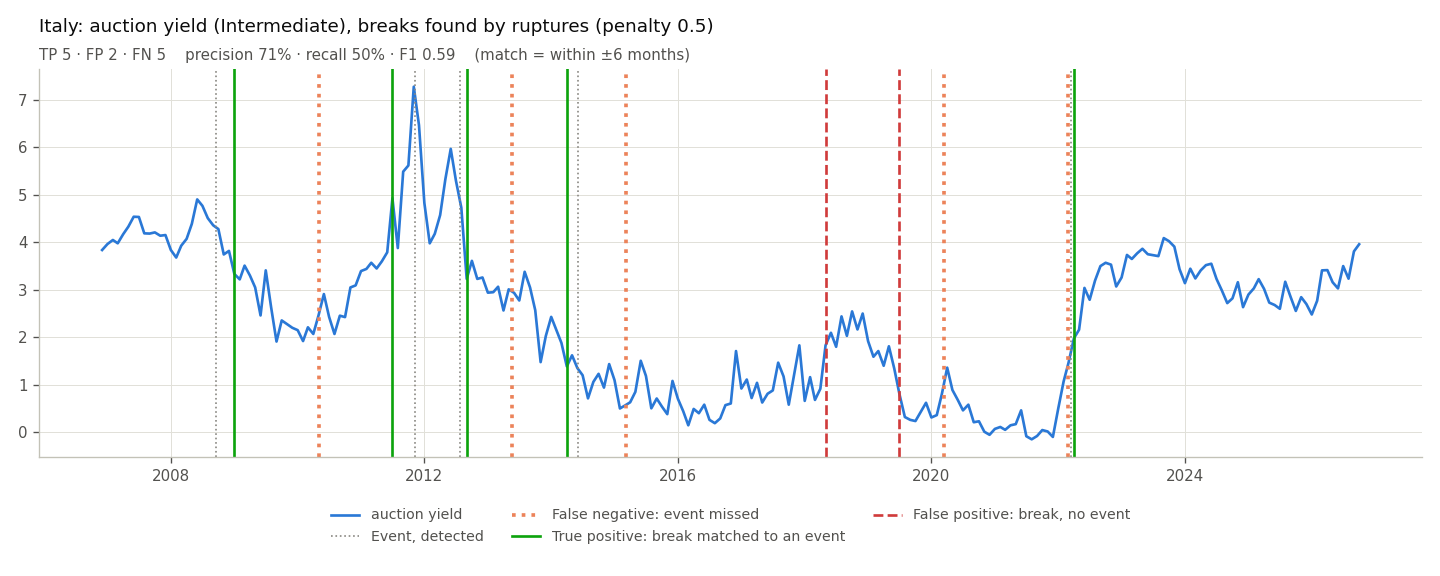 Italy: auction yield (Intermediate), breaks found by ruptures (penalty 0.5)
TP 5 · FP 2 · FN 5    precision 71% · recall 50% · F1 0.59    (match = within ±6 months)
7
6
5
4
3
2
1
0
2008 2012 2016 2020 2024
auction yield False negative: event missed False positive: break, no event
Event, detected True positive: break matched to an event